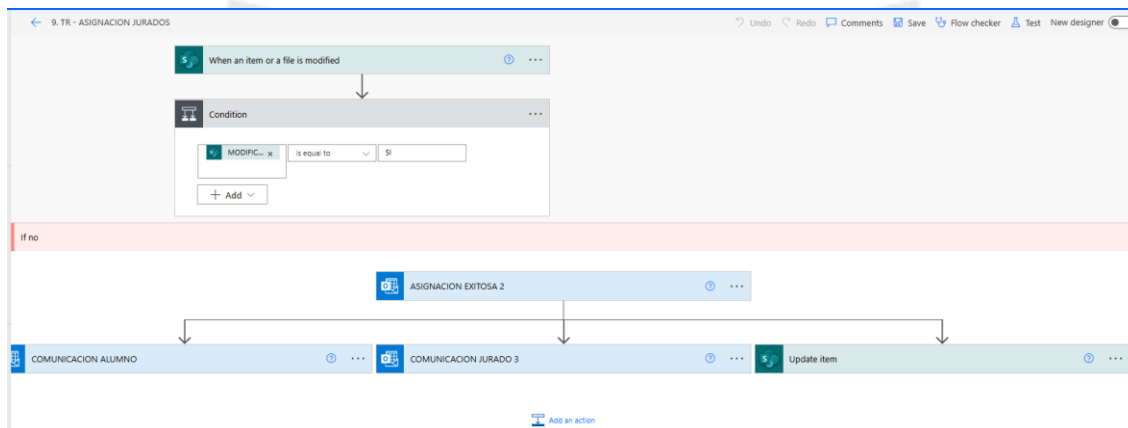 9. TR - ASIGNACION JURADOS
Undo Redo Comments Save Flow checker Test New designer
When an item or a file is modified
Condition
MODIFIC... x Is equal to SI
+ Add
If no
ASIGNACION EXITOSA 2
COMUNICACION ALUMNO
COMUNICACION JURADO 3
Update item
Add an action